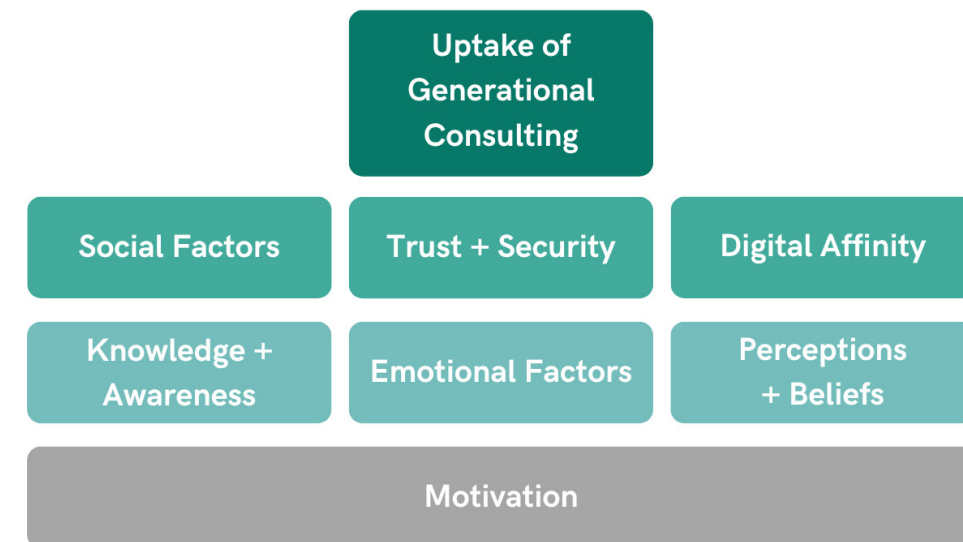 Uptake of
Generational
Consulting
Social Factors
Trust + Security
Digital Affinity
Knowledge +
Awareness
Emotional Factors
Perceptions
+ Beliefs
Motivation